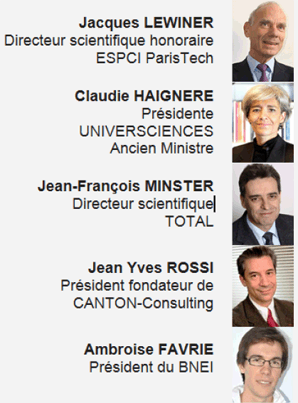 Jacques LEWINER
Directeur scientifique honoraire
ESPCI ParisTech
Claudie HAIGNERE
Présidente
UNIVERSCIENCES
Ancien Ministre
Jean-François MINSTER
Directeur scientifique
TOTAL
Jean Yves ROSSI
Président fondateur de
CANTON-Consulting
Ambroise FAVRIE
Président du BNEI